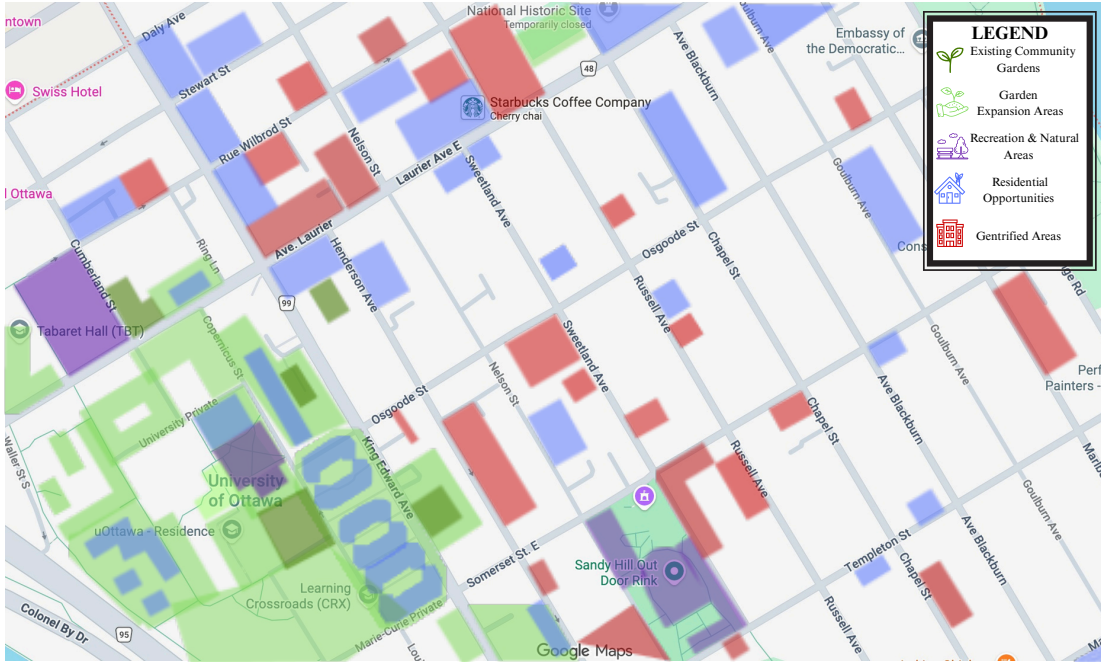 ntown
Daly Ave
National Historic Site
Temporarily closed
Ave Blackburn
Goulburn Ave
Embassy of
the Democratic...
LEGEND
Existing Community
Gardens
Garden
Expansion Areas
Recreation & Natural
Areas
Residential
Opportunities
Gentrified Areas
Swiss Hotel
Stewart St
48
Starbucks Coffee Company
Cherry chai
Rue Wilbrod St
Nelson St
Laurier Ave E
Sweetland Ave
l Ottawa
Goulburn Ave
Cumberland St
Ring Ln
Ave. Laurier
Henderson Ave
Osgoode St
Chapel St
Cons
ge Rd
99
Tabaret Hall (TBT)
Copernicus St
Russell Ave
Sweetland Ave
Nelson St
Goulburn Ave
Perf
Painters -
Osgoode St
Ave Blackburn
Chapel St
University Private
King Edward Ave
Waller St S
Russell Ave
University
of Ottawa
Goulburn Ave
uOttawa - Residence
Ave Blackburn
Templeton St
Somerset St. E
Sandy Hill Out
Door Rink
Chapel St
Learning
Crossroads (CRX)
Marie-Curie Private
Russell Ave
Colonel By Dr
95
Google Maps